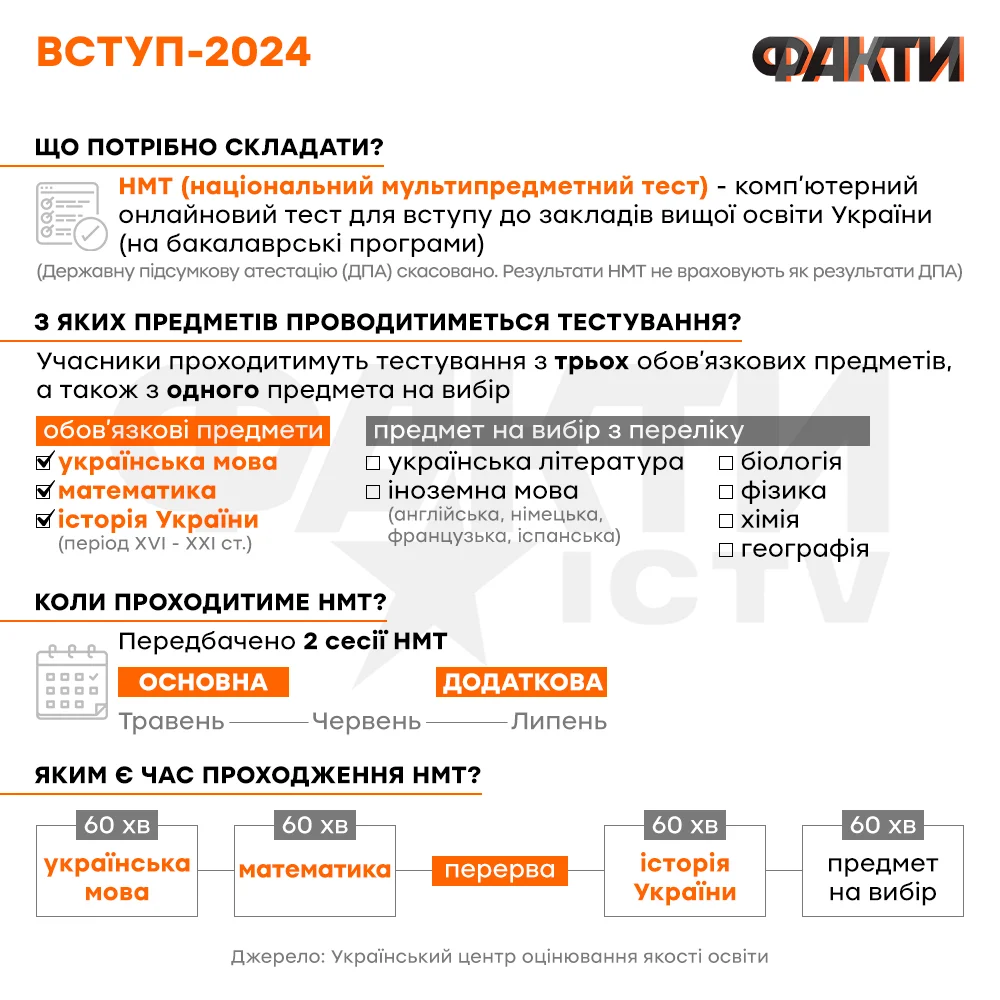 ВСТУП-2024
ФАКТИ
ЩО ПОТРІБНО СКЛАДАТИ?
НМТ (національний мультипредметний тест) - комп’ютерний
онлайновий тест для вступу до закладів вищої освіти України
(на бакалаврські програми)
(Державну підсумкову атестацію (ДПА) скасовано. Результати НМТ не враховують як результати ДПА)
З ЯКИХ ПРЕДМЕТІВ ПРОВОДИТИМЕТЬСЯ ТЕСТУВАННЯ?
Учасники проходитимуть тестування з трьох обов’язкових предметів,
а також з одного предмета на вибір
обов’язкові предмети
українська мова
математика
історія України
(період XVI - XXI ст.)
предмет на вибір з переліку
українська література
іноземна мова
(англійська, німецька,
французька, іспанська)
біологія
фізика
хімія
географія
ФАКТИ
ICTV
КОЛИ ПРОХОДИТИМЕ НМТ?
Передбачено 2 сесії НМТ
ОСНОВНА ДОДАТКОВА
Травень Червень Липень
ЯКИМ Є ЧАС ПРОХОДЖЕННЯ НМТ?
60 хв
українська
мова
60 хв
математика
перерва
60 хв
історія
України
60 хв
предмет
на вибір
Джерело: Український центр оцінювання якості освіти